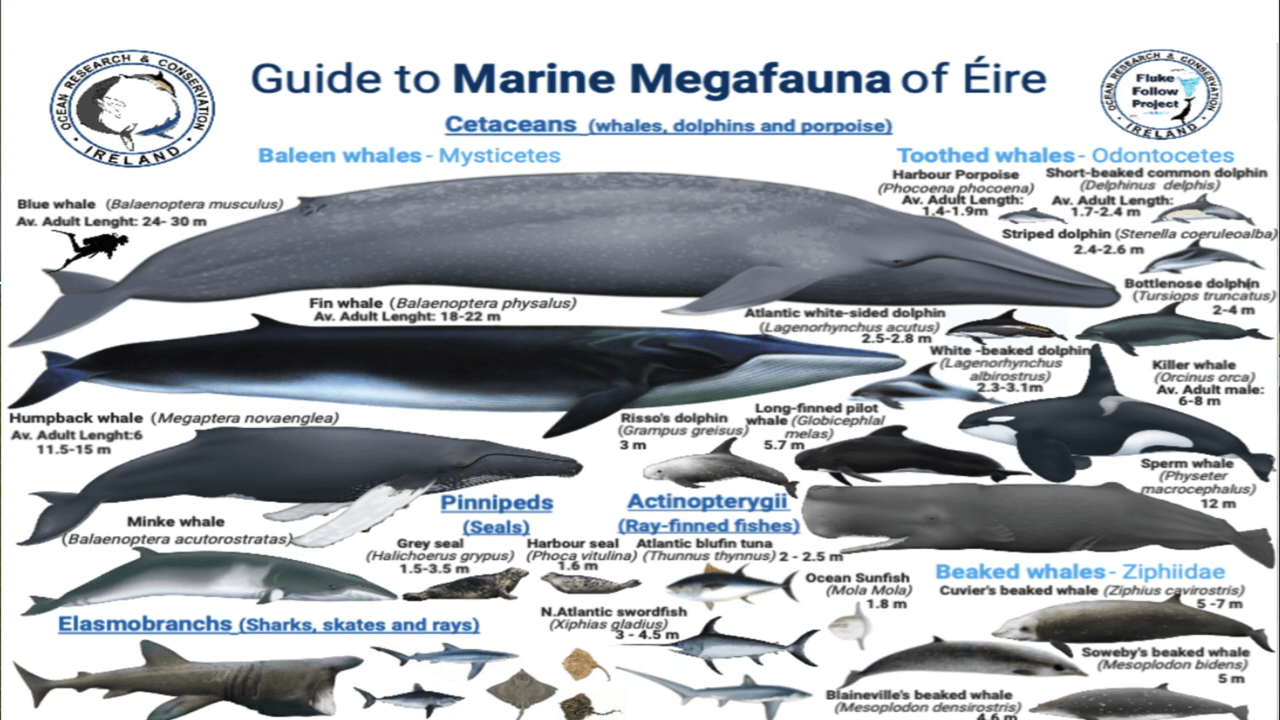 OCEAN RESEARCH & CONSERVATION
• IRELAND •
Guide to Marine Megafauna of Éire
OCEAN RESEARCH & CONSERVATION
Fluke
Follow
Project
• IRELAND •
Cetaceans (whales, dolphins and porpoise)
Baleen whales - Mysticetes
Toothed whales - Odontocetes
Blue whale (Balaenoptera musculus)
Av. Adult Lenght: 24- 30 m
Harbour Porpoise
(Phocoena phocoena)
Av. Adult Length:
1.4-1.9m
Short-beaked common dolphin
(Delphinus delphis)
Av. Adult Length:
1.7-2.4 m
Striped dolphin (Stenella coeruleoalba)
2.4-2.6 m
Bottlenose dolphin
(Tursiops truncatus)
2-4 m
Fin whale (Balaenoptera physalus)
Av. Adult Lenght: 18-22 m
Atlantic white-sided dolphin
(Lagenorhynchus acutus)
2.5-2.8 m
White -beaked dolphin
(Lagenorhynchus
albirostrus)
2.3-3.1m
Killer whale
(Orcinus orca)
Av. Adult male:
6-8 m
Humpback whale (Megaptera novaenglea)
Av. Adult Lenght:6
11.5-15 m
Risso's dolphin
(Grampus greisus)
3 m
Long-finned pilot
whale (Globicephlal
melas)
5.7 m
Sperm whale
(Physeter
macrocephalus)
12 m
Minke whale
(Balaenoptera acutorostratas)
Pinnipeds
(Seals)
Grey seal
(Halichoerus grypus)
1.5-3.5 m
Harbour seal
(Phoca vitulina)
1.6 m
Actinopterygii
(Ray-finned fishes)
Atlantic blufin tuna
(Thunnus thynnus) 2 - 2.5 m
Ocean Sunfish
(Mola Mola)
1.8 m
N.Atlantic swordfish
(Xiphias gladius)
3 - 4.5 m
Beaked whales - Ziphiidae
Cuvier's beaked whale (Ziphius cavirostris)
5 -7 m
Soweby's beaked whale
(Mesoplodon bidens)
5 m
Blaineville's beaked whale
(Mesoplodon densirostris)
4.6 m
Elasmobranchs (Sharks, skates and rays)